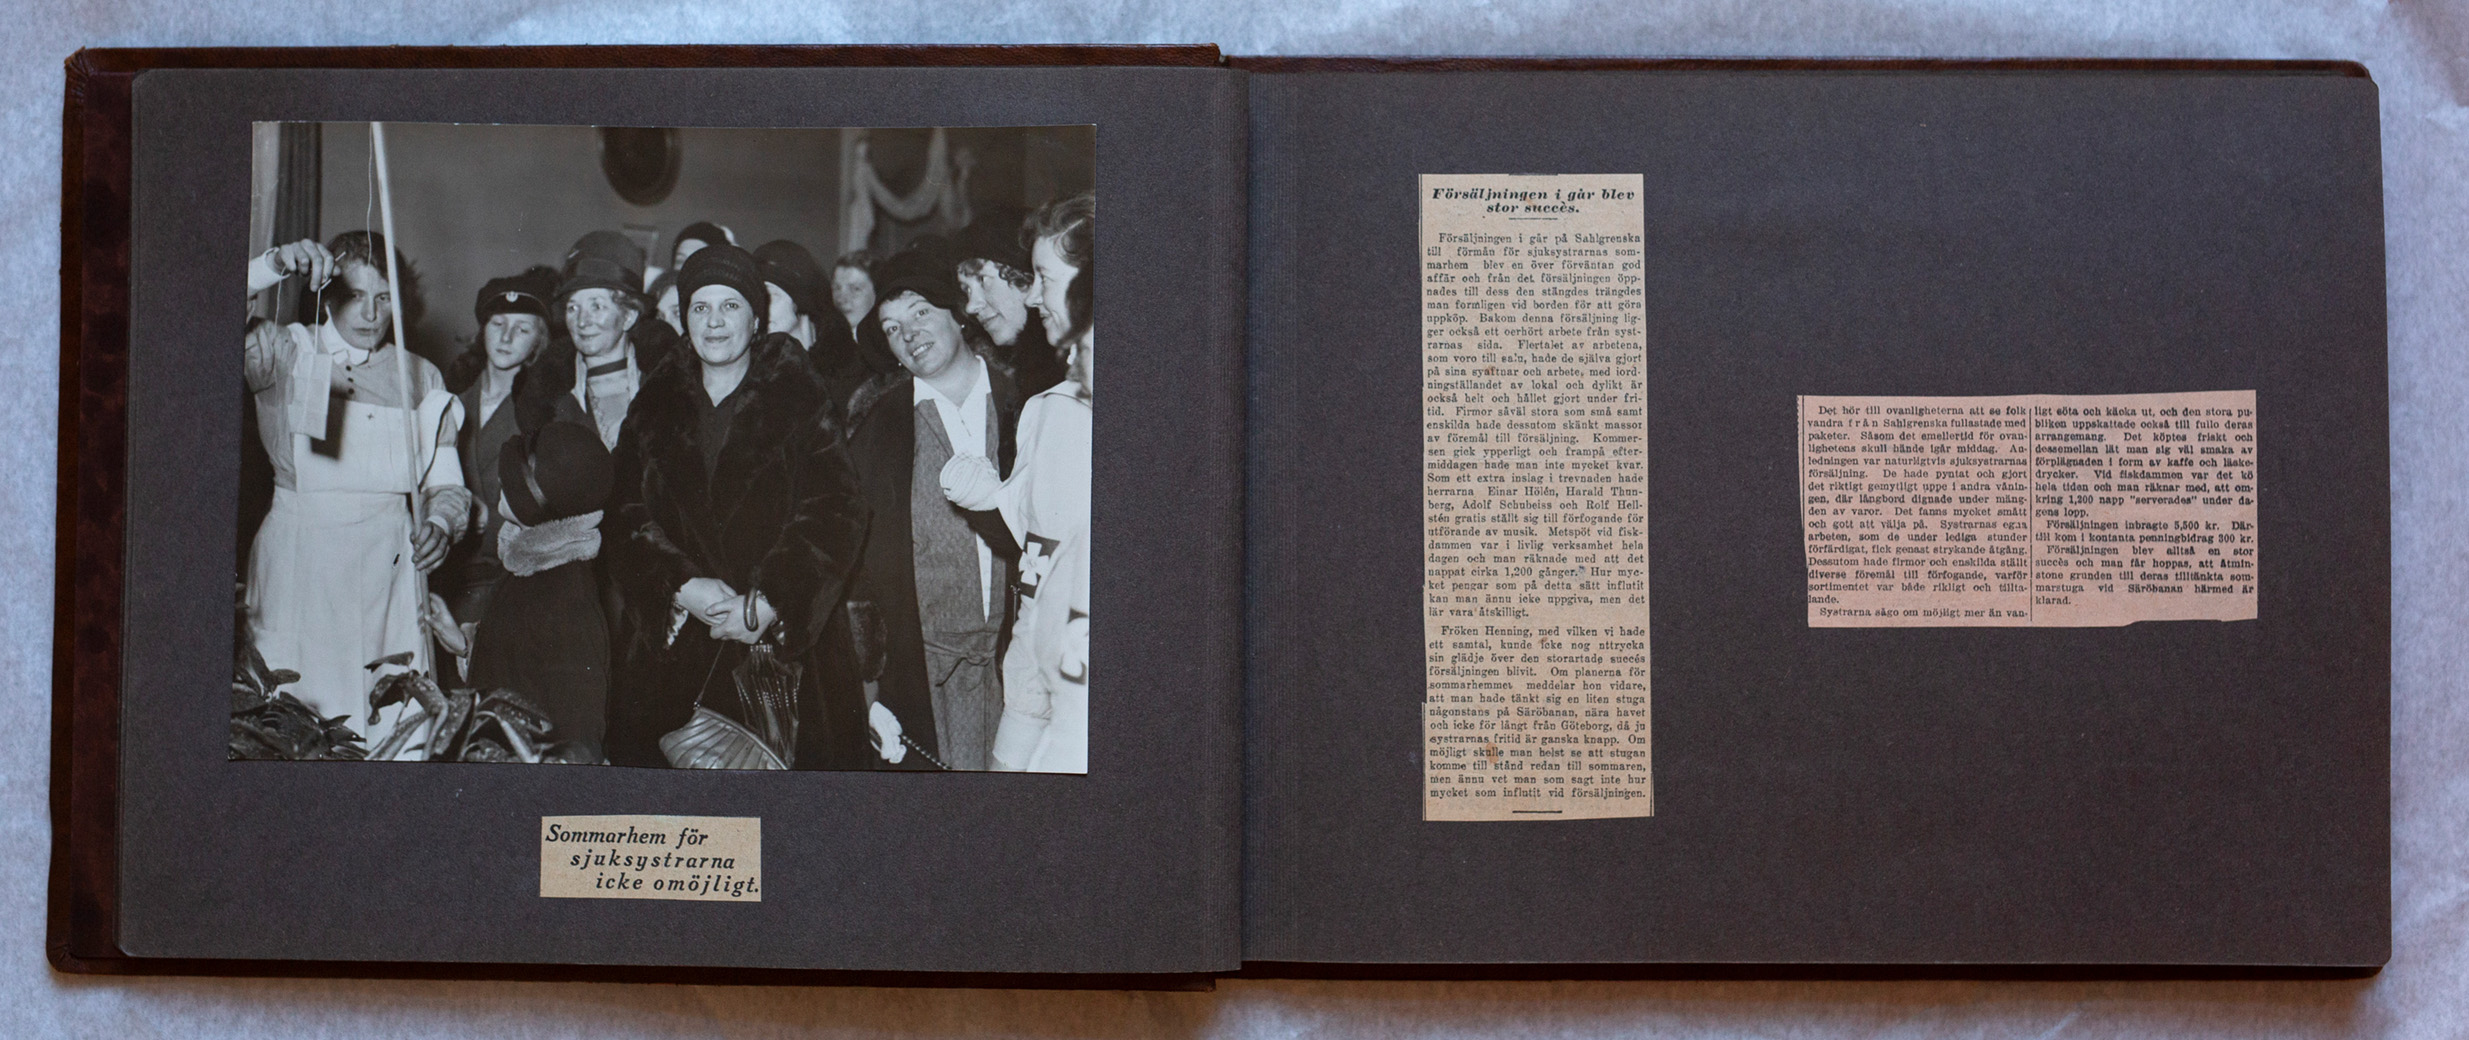 Sommarhem för
sjuksystrarna
icke omöjligt.
Försäljningen i går blev
stor succès.
Försäljningen i går på Sahlgrenska
till förmån för sjuksystrarnas som-
marhem blev en över förväntan god
affär och från det försäljningen öpp-
nades till dess den stängdes trängdes
man formligen vid borden för att göra
uppköp. Bakom denna försäljning lig-
ger också ett oerhört arbete från syst-
rarnas sida. Flertalet av arbetena,
som voro till salu, hade de själva gjort
på sina syaftnar och arbete, med iord-
ningställandet av lokal och dylikt är
också helt och hållet gjort under fri-
tid. Firmor såväl stora som små samt
enskilda hade dessutom skänkt massor
av föremål till försäljning. Kommer-
sen gick ypperligt och frampå efter-
middagen hade man inte mycket kvar.
Som ett extra inslag i trevnaden hade
herrarna Einar Hölén, Harald Thun-
berg, Adolf Schubeiss och Rolf Hell-
stén gratis ställt sig till förfogande för
utförande av musik. Metspöt vid fisk-
dammen var i livlig verksamhet hela
dagen och man räknade med att det
nappat cirka 1,200 gånger. Hur myc-
ket pengar som på detta sätt influtit
kan man ännu icke uppgiva, men det
lär vara åtskilligt.
Fröken Henning, med vilken vi hade
ett samtal, kunde icke nog uttrycka
sin glädje över den storartade succés
försäljningen blivit. Om planerna för
sommarhemmet meddelar hon vidare,
att man hade tänkt sig en liten stuga
någonstans på Säröbanan, nära havet
och icke för långt från Göteborg, då ju
systrarnas fritid är ganska knapp. Om
möjligt skulle man helst se att stugan
komme till stånd redan till sommaren,
men ännu vet man som sagt inte hur
mycket som influtit vid försäljningen.
Det hör till ovanligheterna att se folk
vandra från Sahlgrenska fullastade med
paketer. Såsom det emellertid för ovan-
lighetens skull hände igår middag. An-
ledningen var naturligtvis sjuksystrarnas
försäljning. De hade pyntat och gjort
det riktigt gemytligt uppe i andra vånin-
gen, där långbord dignade under mäng-
den av varor. Det fanns mycket smått
och gott att välja på. Systrarnas egna
arbeten, som de under lediga stunder
förfärdigat, fick genast strykande åtgång.
Dessutom hade firmor och enskilda ställt
diverse föremål till förfogande, varför
sortimentet var både rikligt och tillta-
lande.
Systrarna sågo om möjligt mer än van-
ligt söta och käcka ut, och den stora pu-
bliken uppskattade också till fullo deras
arrangemang. Det köptes friskt och
dessemellan lät man sig väl smaka av
förplägnaden i form av kaffe och läske-
drycker. Vid fiskdammen var det kö
hela tiden och man räknar med, att om-
kring 1,200 napp "serverades" under da-
gens lopp.
Försäljningen inbragte 5,500 kr. Där-
till kom i kontanta penningbidrag 300 kr.
Försäljningen blev alltså en stor
succès och man får hoppas, att åtmin-
stone grunden till deras tilltänkta som-
marstuga vid Säröbanan härmed är
klarad.